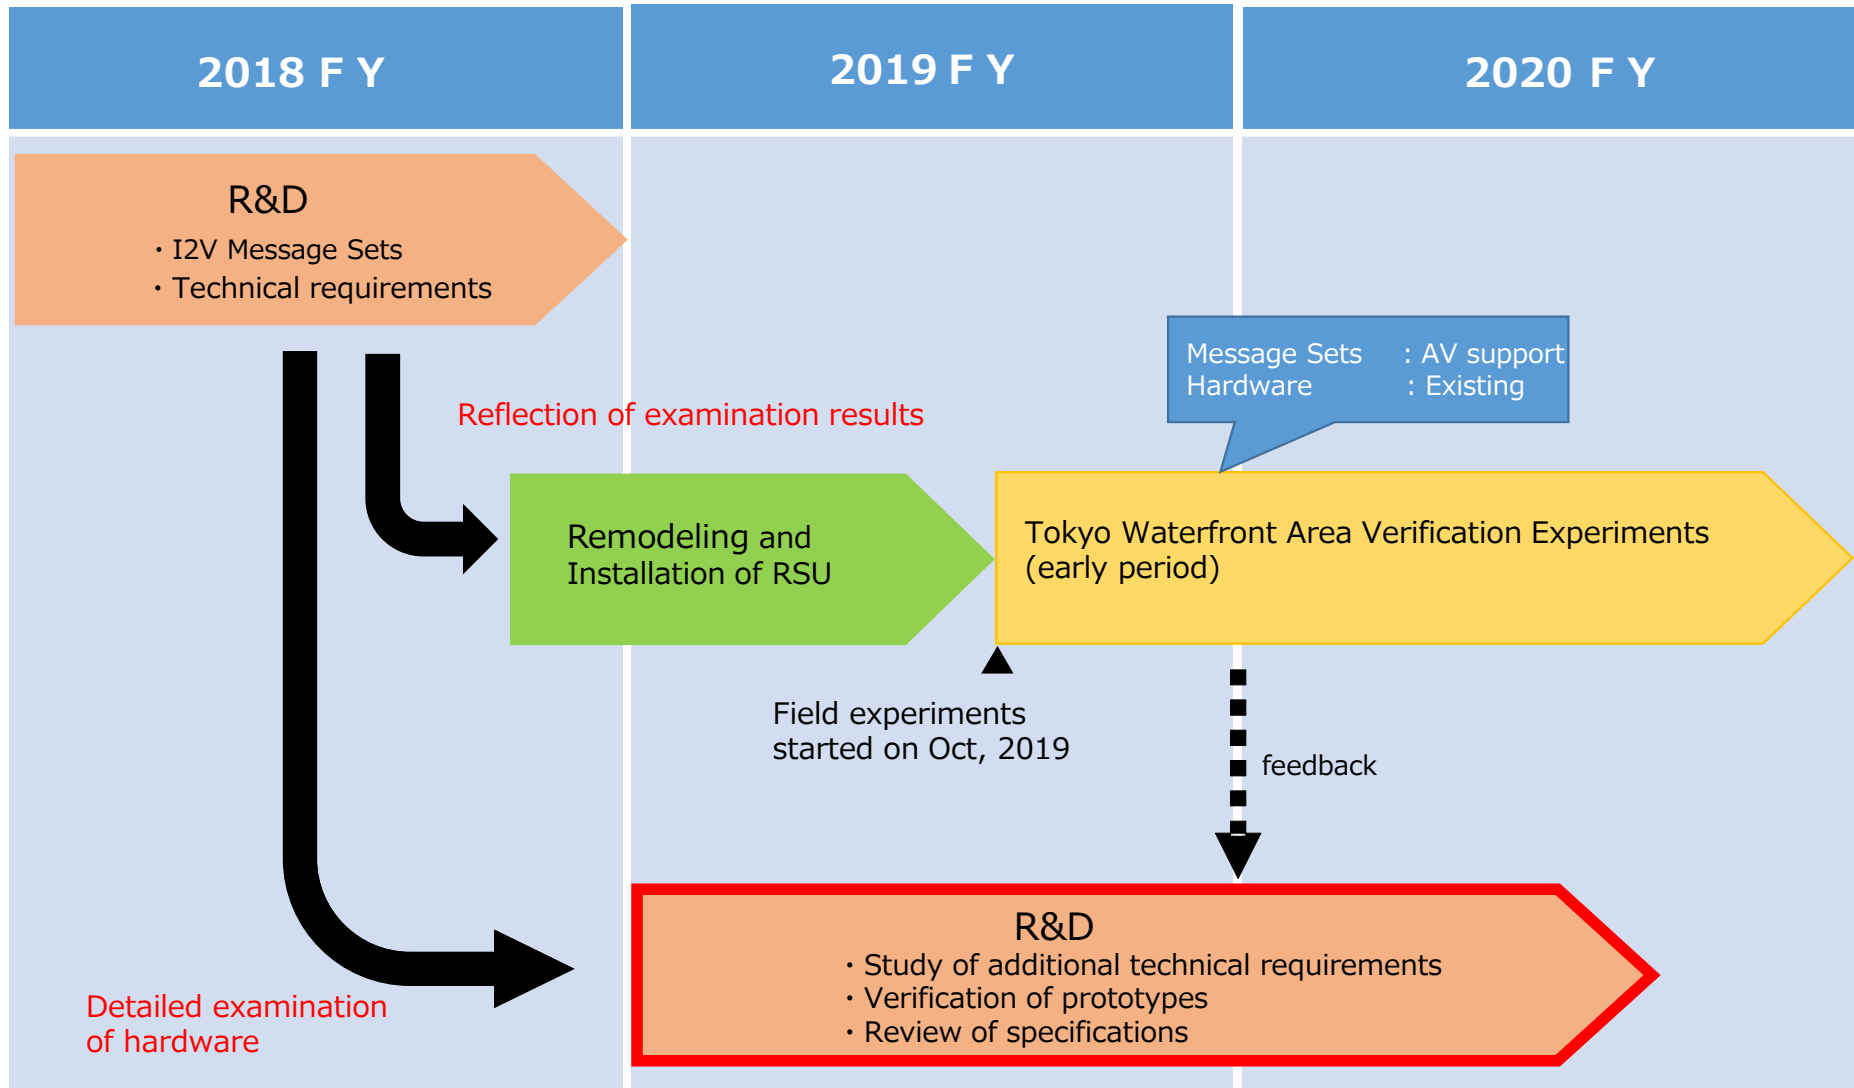 2018 F Y
2019 F Y
2020 F Y
R&D
・I2V Message Sets
・Technical requirements
Message Sets : AV support
Hardware : Existing
Reflection of examination results
Remodeling and
Installation of RSU
Tokyo Waterfront Area Verification Experiments
(early period)
Field experiments
started on Oct, 2019
feedback
R&D
・Study of additional technical requirements
・Verification of prototypes
・Review of specifications
Detailed examination
of hardware